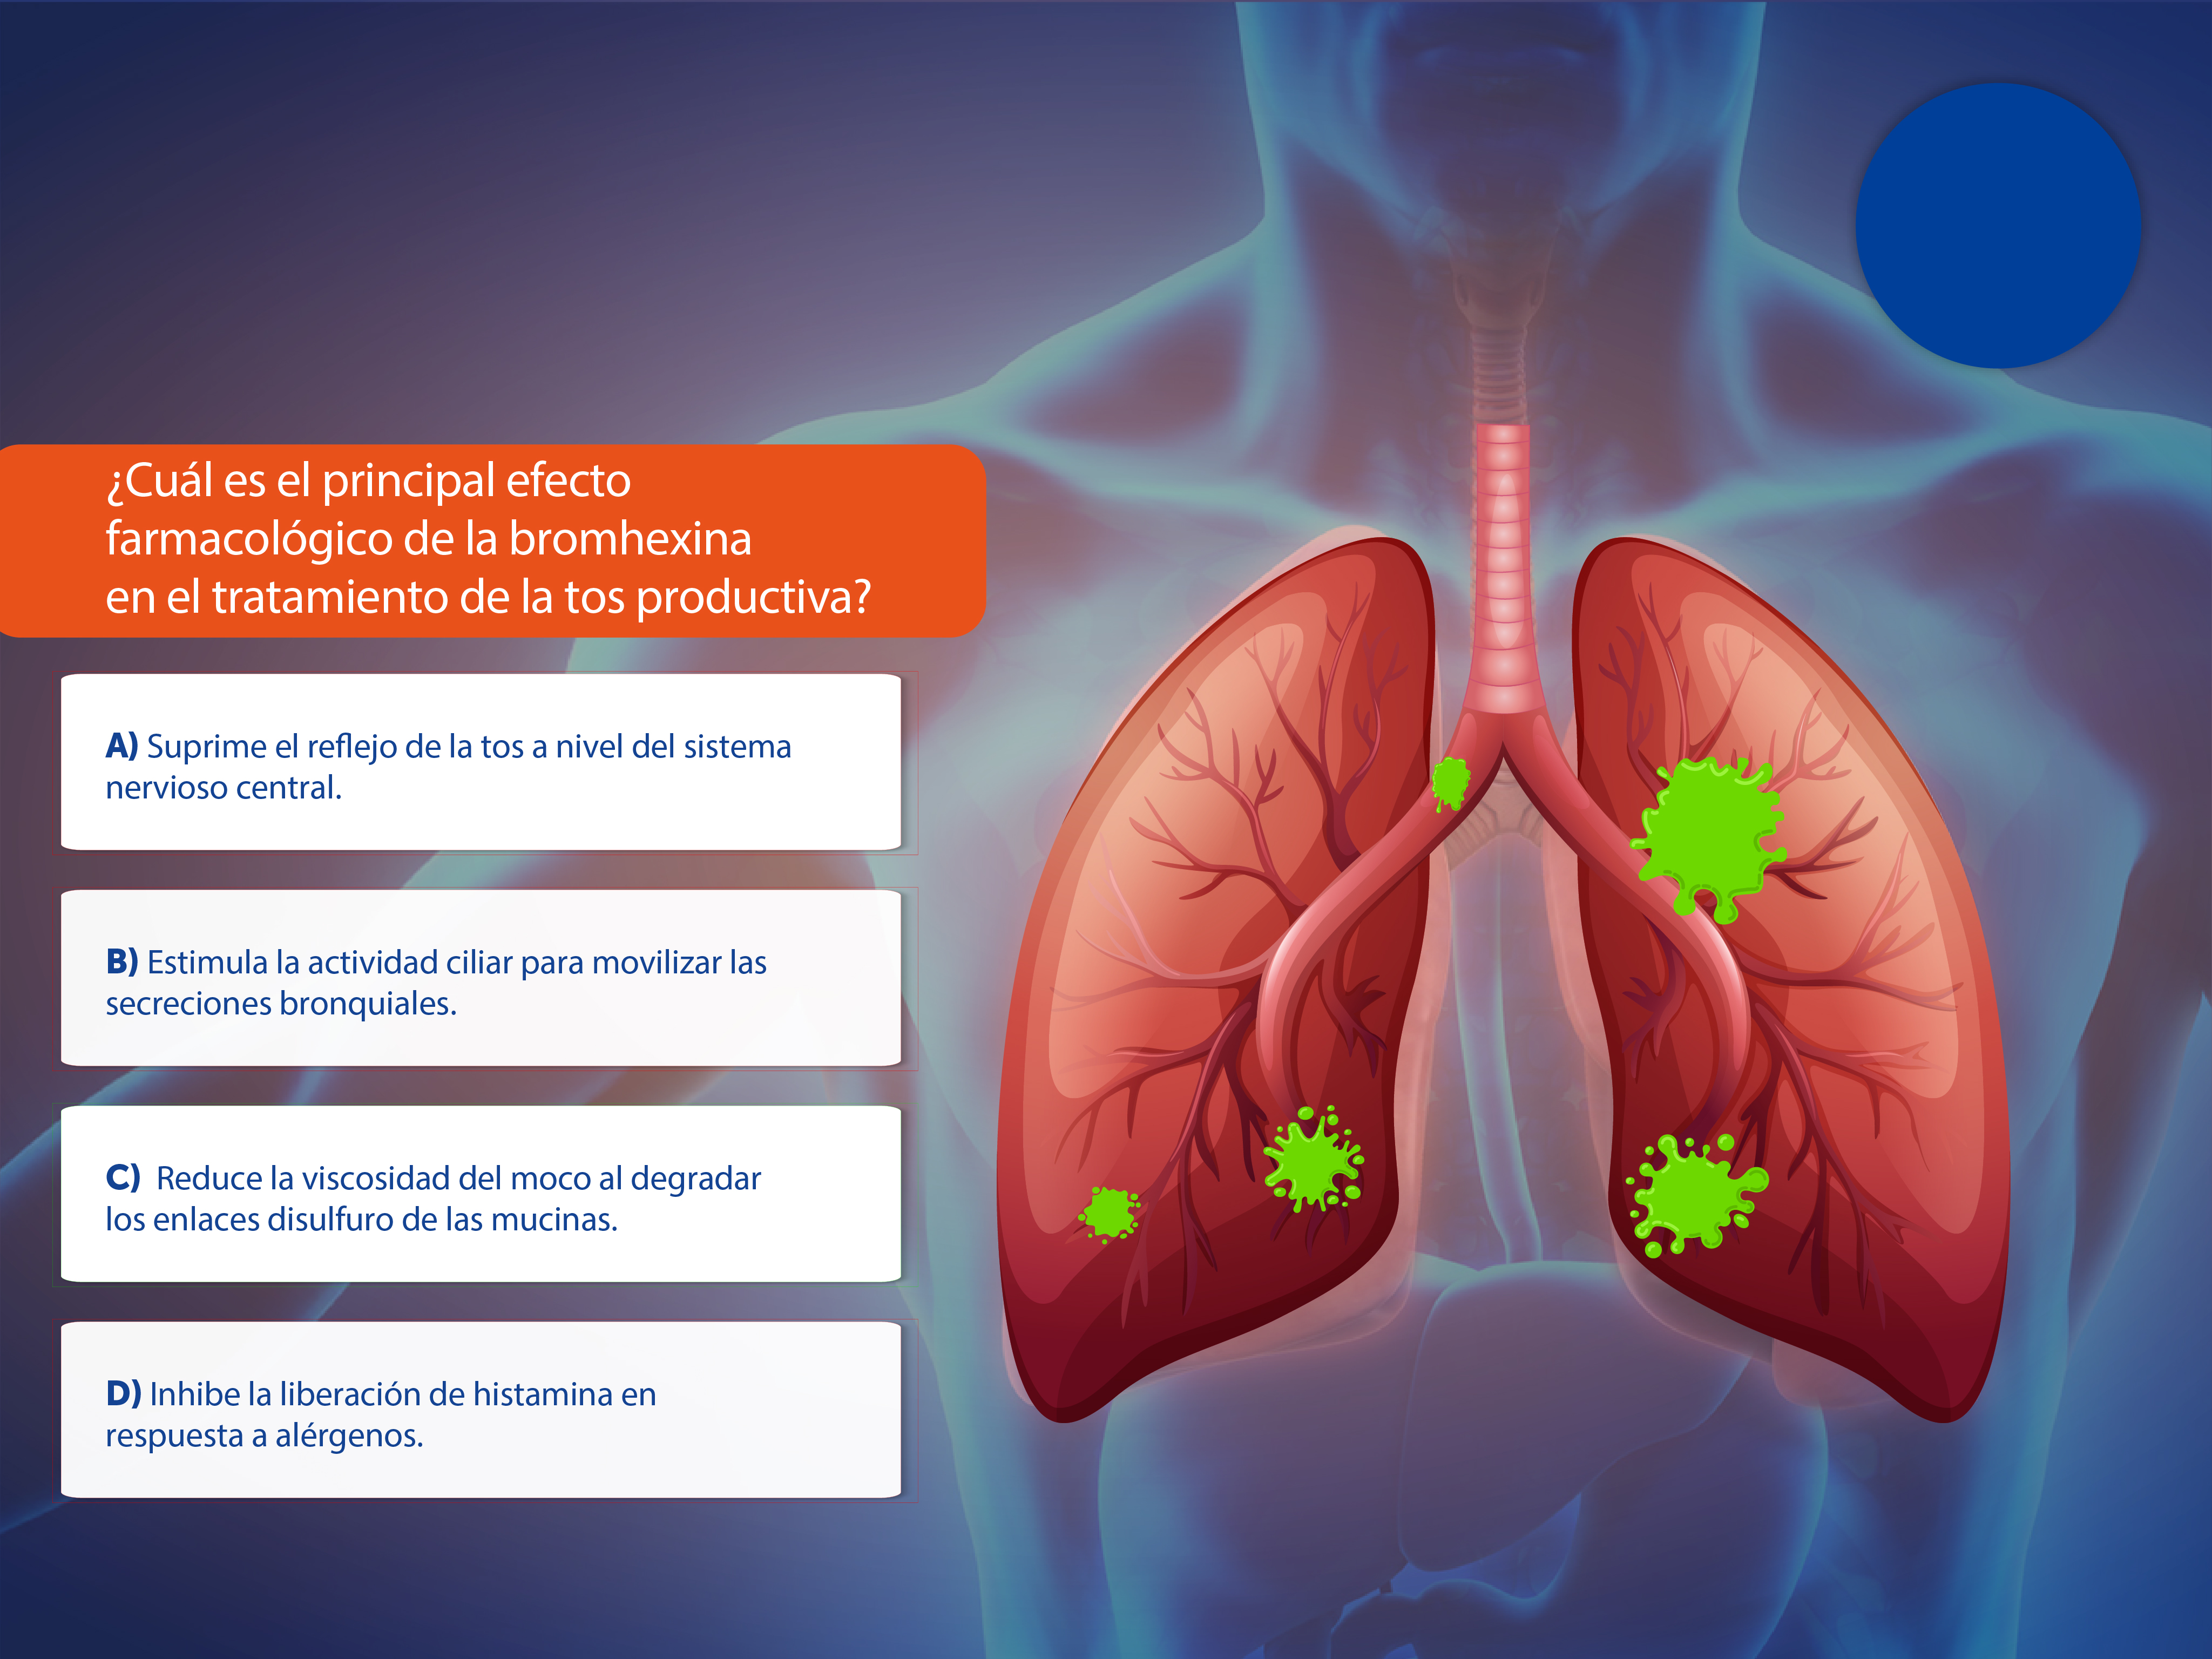 ¿Cuál es el principal efecto
farmacológico de la bromhexina
en el tratamiento de la tos productiva?
A) Suprime el reflejo de la tos a nivel del sistema
nervioso central.
B) Estimula la actividad ciliar para movilizar las
secreciones bronquiales.
C) Reduce la viscosidad del moco al degradar
los enlaces disulfuro de las mucinas.
D) Inhibe la liberación de histamina en
respuesta a alérgenos.